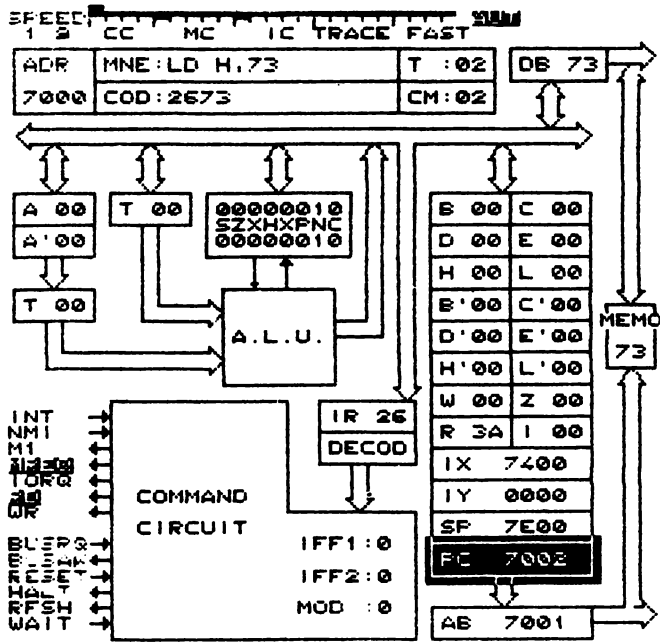 SPEED:
1 2 CC MC IC TRACE FAST
ADR MNE:LD H,73 T :02 DB 73
7000 COD:2673 CM:02
A 00 T 00 00000010 B 00 C 00
SZXHXPNC
A'00 00000010 D 00 E 00
H 00 L 00
T 00 B'00 C'00
MEMO
A.L.U. D'00 E'00
73
H'00 L'00
W 00 Z 00
INT IR 26 R 3A I 00
NMI
M1 DECOD IX 7400
IORQ
COMMAND IY 0000
WR
CIRCUIT SP 7E00
BUSRQ IFF1:0 PC 7002
RESET IFF2:0
HALT
RFSH MOD :0 AB 7001
WAIT